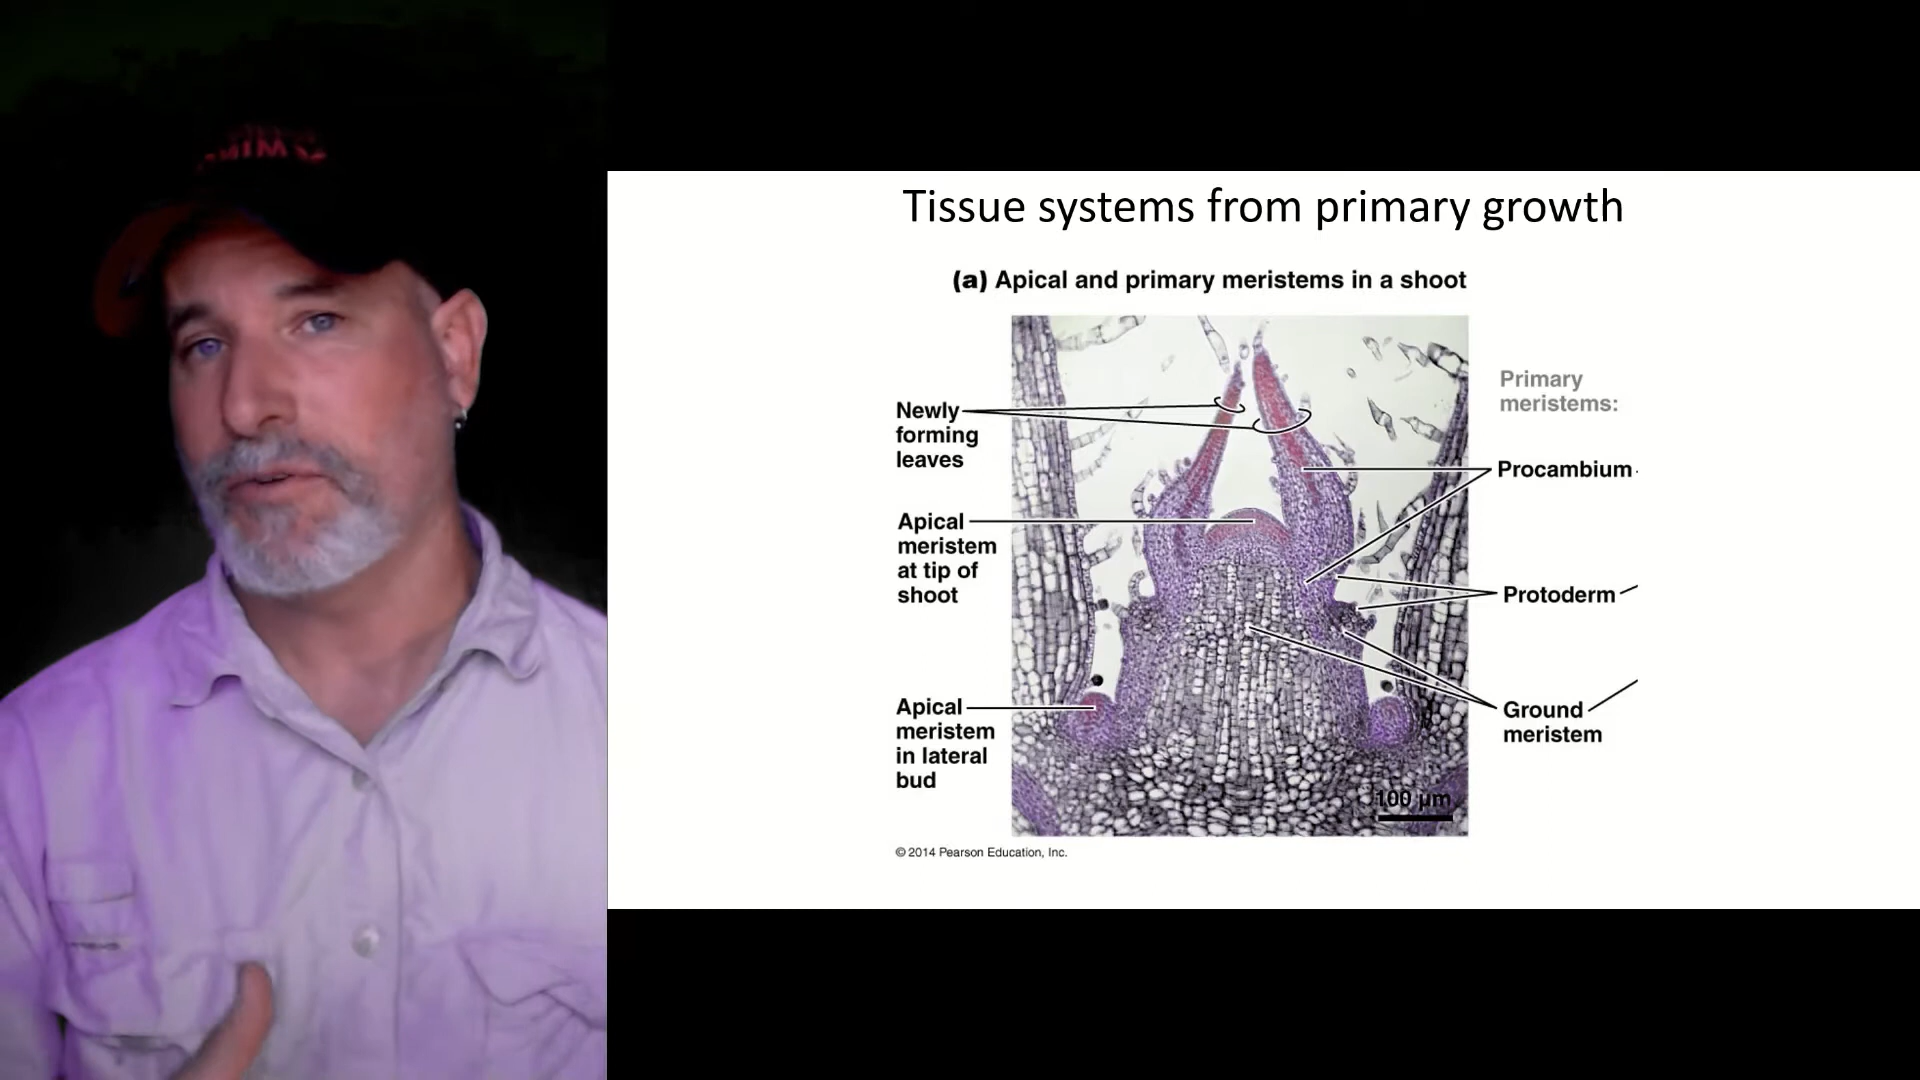 Tissue systems from primary growth
(a) Apical and primary meristems in a shoot
Newly
forming
leaves
Apical
meristem
at tip of
shoot
Apical
meristem
in lateral
bud
Primary
meristems:
Procambium
Protoderm
Ground
meristem
100 µm
© 2014 Pearson Education, Inc.